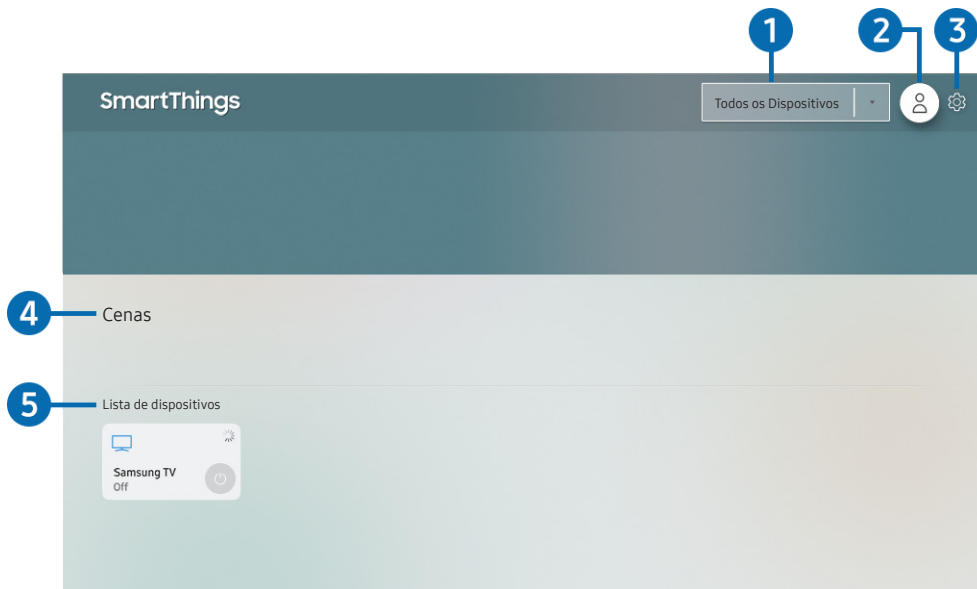 1 2 3
SmartThings
Todos os Dispositivos
4 Cenas
5 Lista de dispositivos
Samsung TV
Off